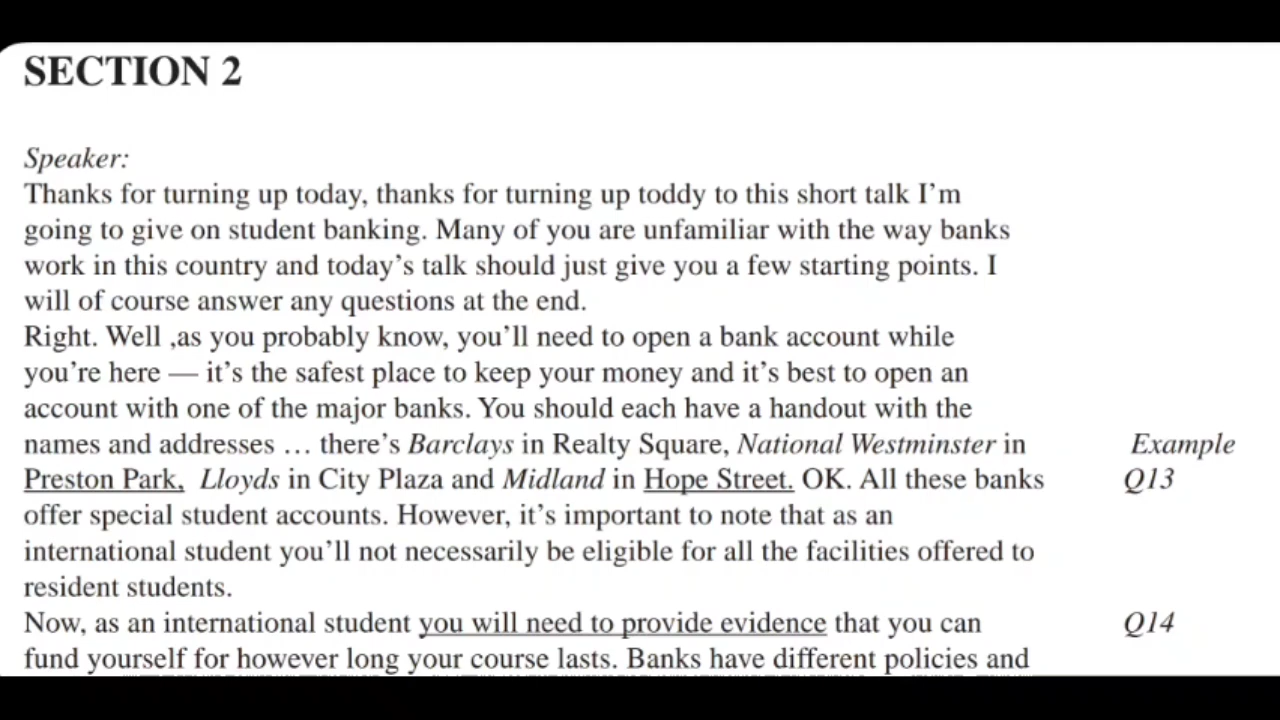 SECTION 2
Speaker:
Thanks for turning up today, thanks for turning up toddy to this short talk I'm
going to give on student banking. Many of you are unfamiliar with the way banks
work in this country and today's talk should just give you a few starting points. I
will of course answer any questions at the end.
Right. Well ,as you probably know, you'll need to open a bank account while
you're here — it's the safest place to keep your money and it's best to open an
account with one of the major banks. You should each have a handout with the
names and addresses … there's Barclays in Realty Square, National Westminster in Example
Preston Park, Lloyds in City Plaza and Midland in Hope Street. OK. All these banks Q13
offer special student accounts. However, it's important to note that as an
international student you'll not necessarily be eligible for all the facilities offered to
resident students.
Now, as an international student you will need to provide evidence that you can Q14
fund yourself for however long your course lasts. Banks have different policies and